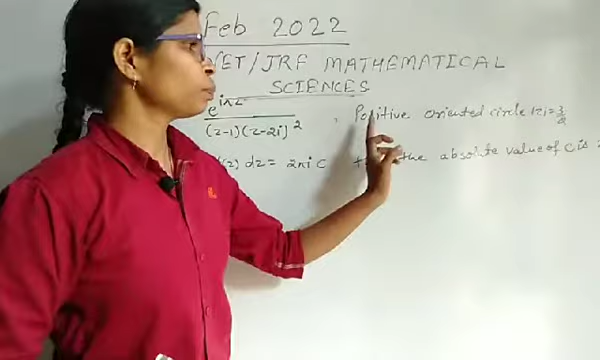 Feb 2022
NET/JRF MATHEMATICAL
SCIENCES
e^{iπz}
(z-1)(z-2i)^2 , Positive oriented circle |z|=3/2
dz = 2πi C the absolute value of C is